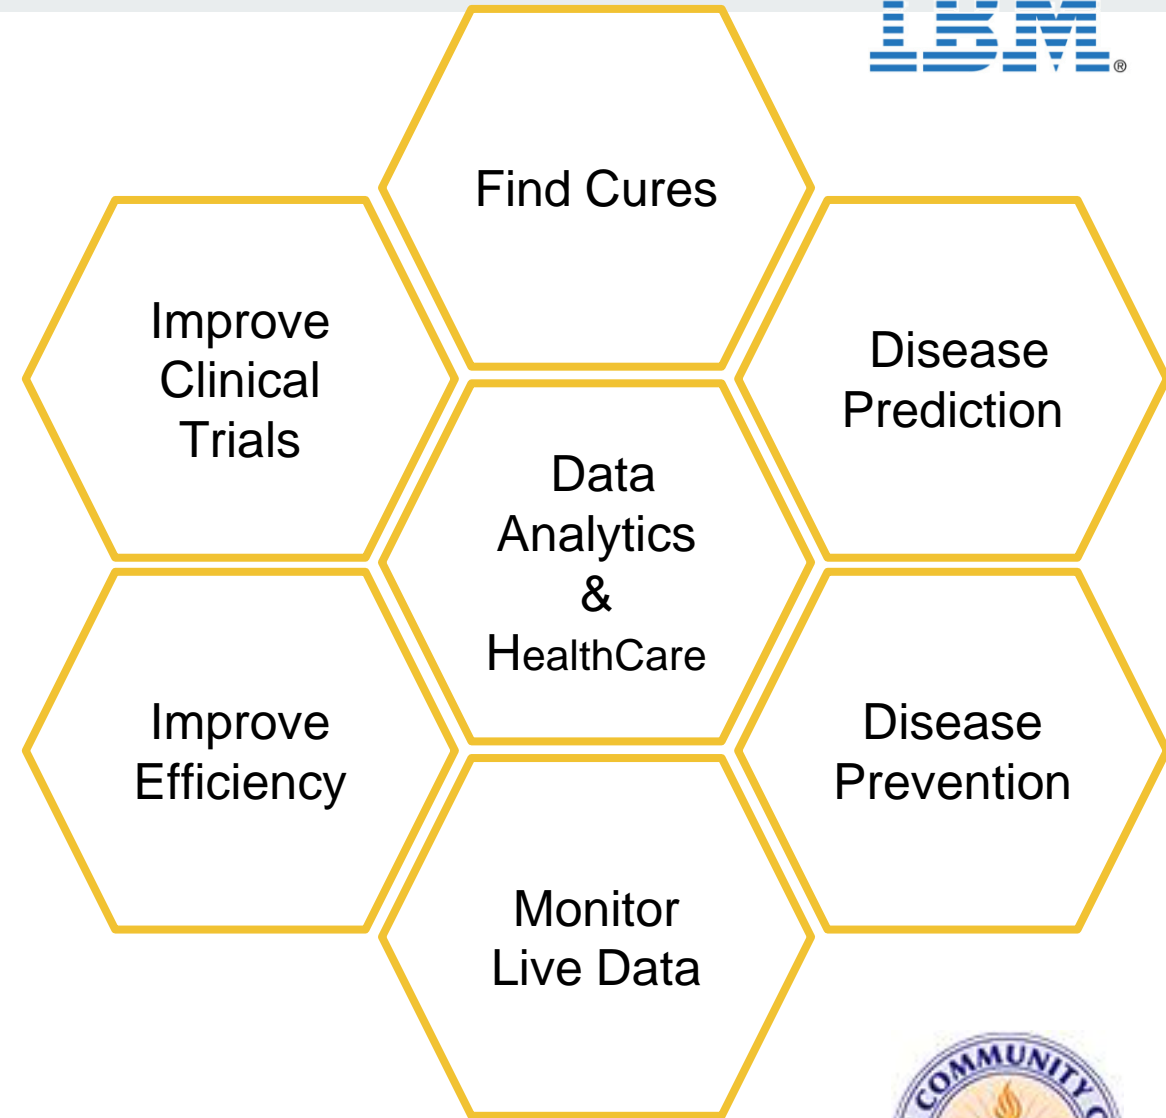 IBM®
Find Cures
Improve
Clinical
Trials
Disease
Prediction
Data
Analytics
&
HealthCare
Improve
Efficiency
Disease
Prevention
Monitor
Live Data
COMMUNITY